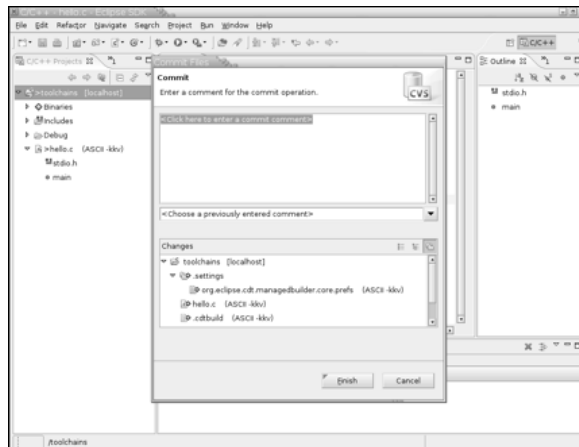 C/C++ - hello.c - Eclipse SDK
File Edit Refactor Navigate Search Project Run Window Help
C/C++
C/C++ Projects
>toolchains [localhost]
Binaries
Includes
Debug
>hello.c (ASCII -kkv)
stdio.h
main
Commit Files
Commit
Enter a comment for the commit operation.
CVS
<Click here to enter a commit comment>
<Choose a previously entered comment>
Changes
toolchains [localhost]
.settings
org.eclipse.cdt.managedbuilder.core.prefs (ASCII -kkv)
hello.c (ASCII -kkv)
.cdtbuild (ASCII -kkv)
Finish Cancel
Outline
stdio.h
main
/toolchains